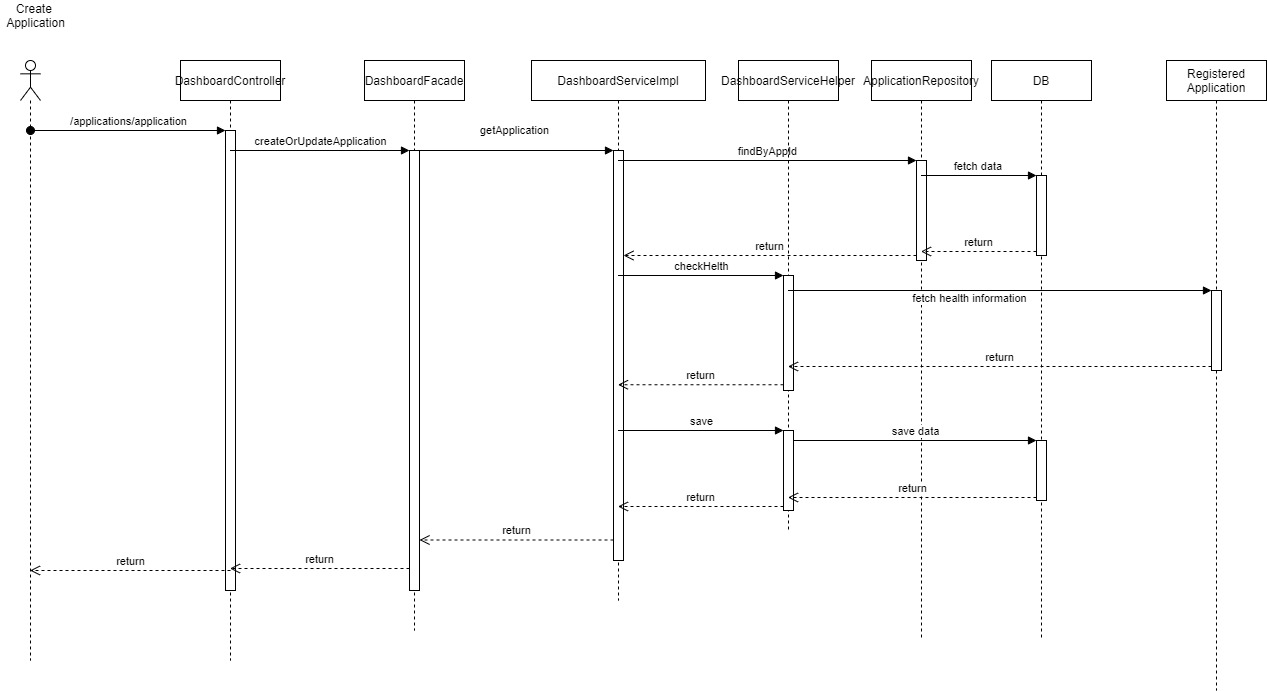 Create
Application
DashboardController
DashboardFacade
DashboardServiceImpl
DashboardServiceHelper
ApplicationRepository
DB
Registered
Application
/applications/application
createOrUpdateApplication
getApplication
findByAppId
fetch data
return
return
checkHelth
fetch health information
return
return
save
save data
return
return
return
return
return